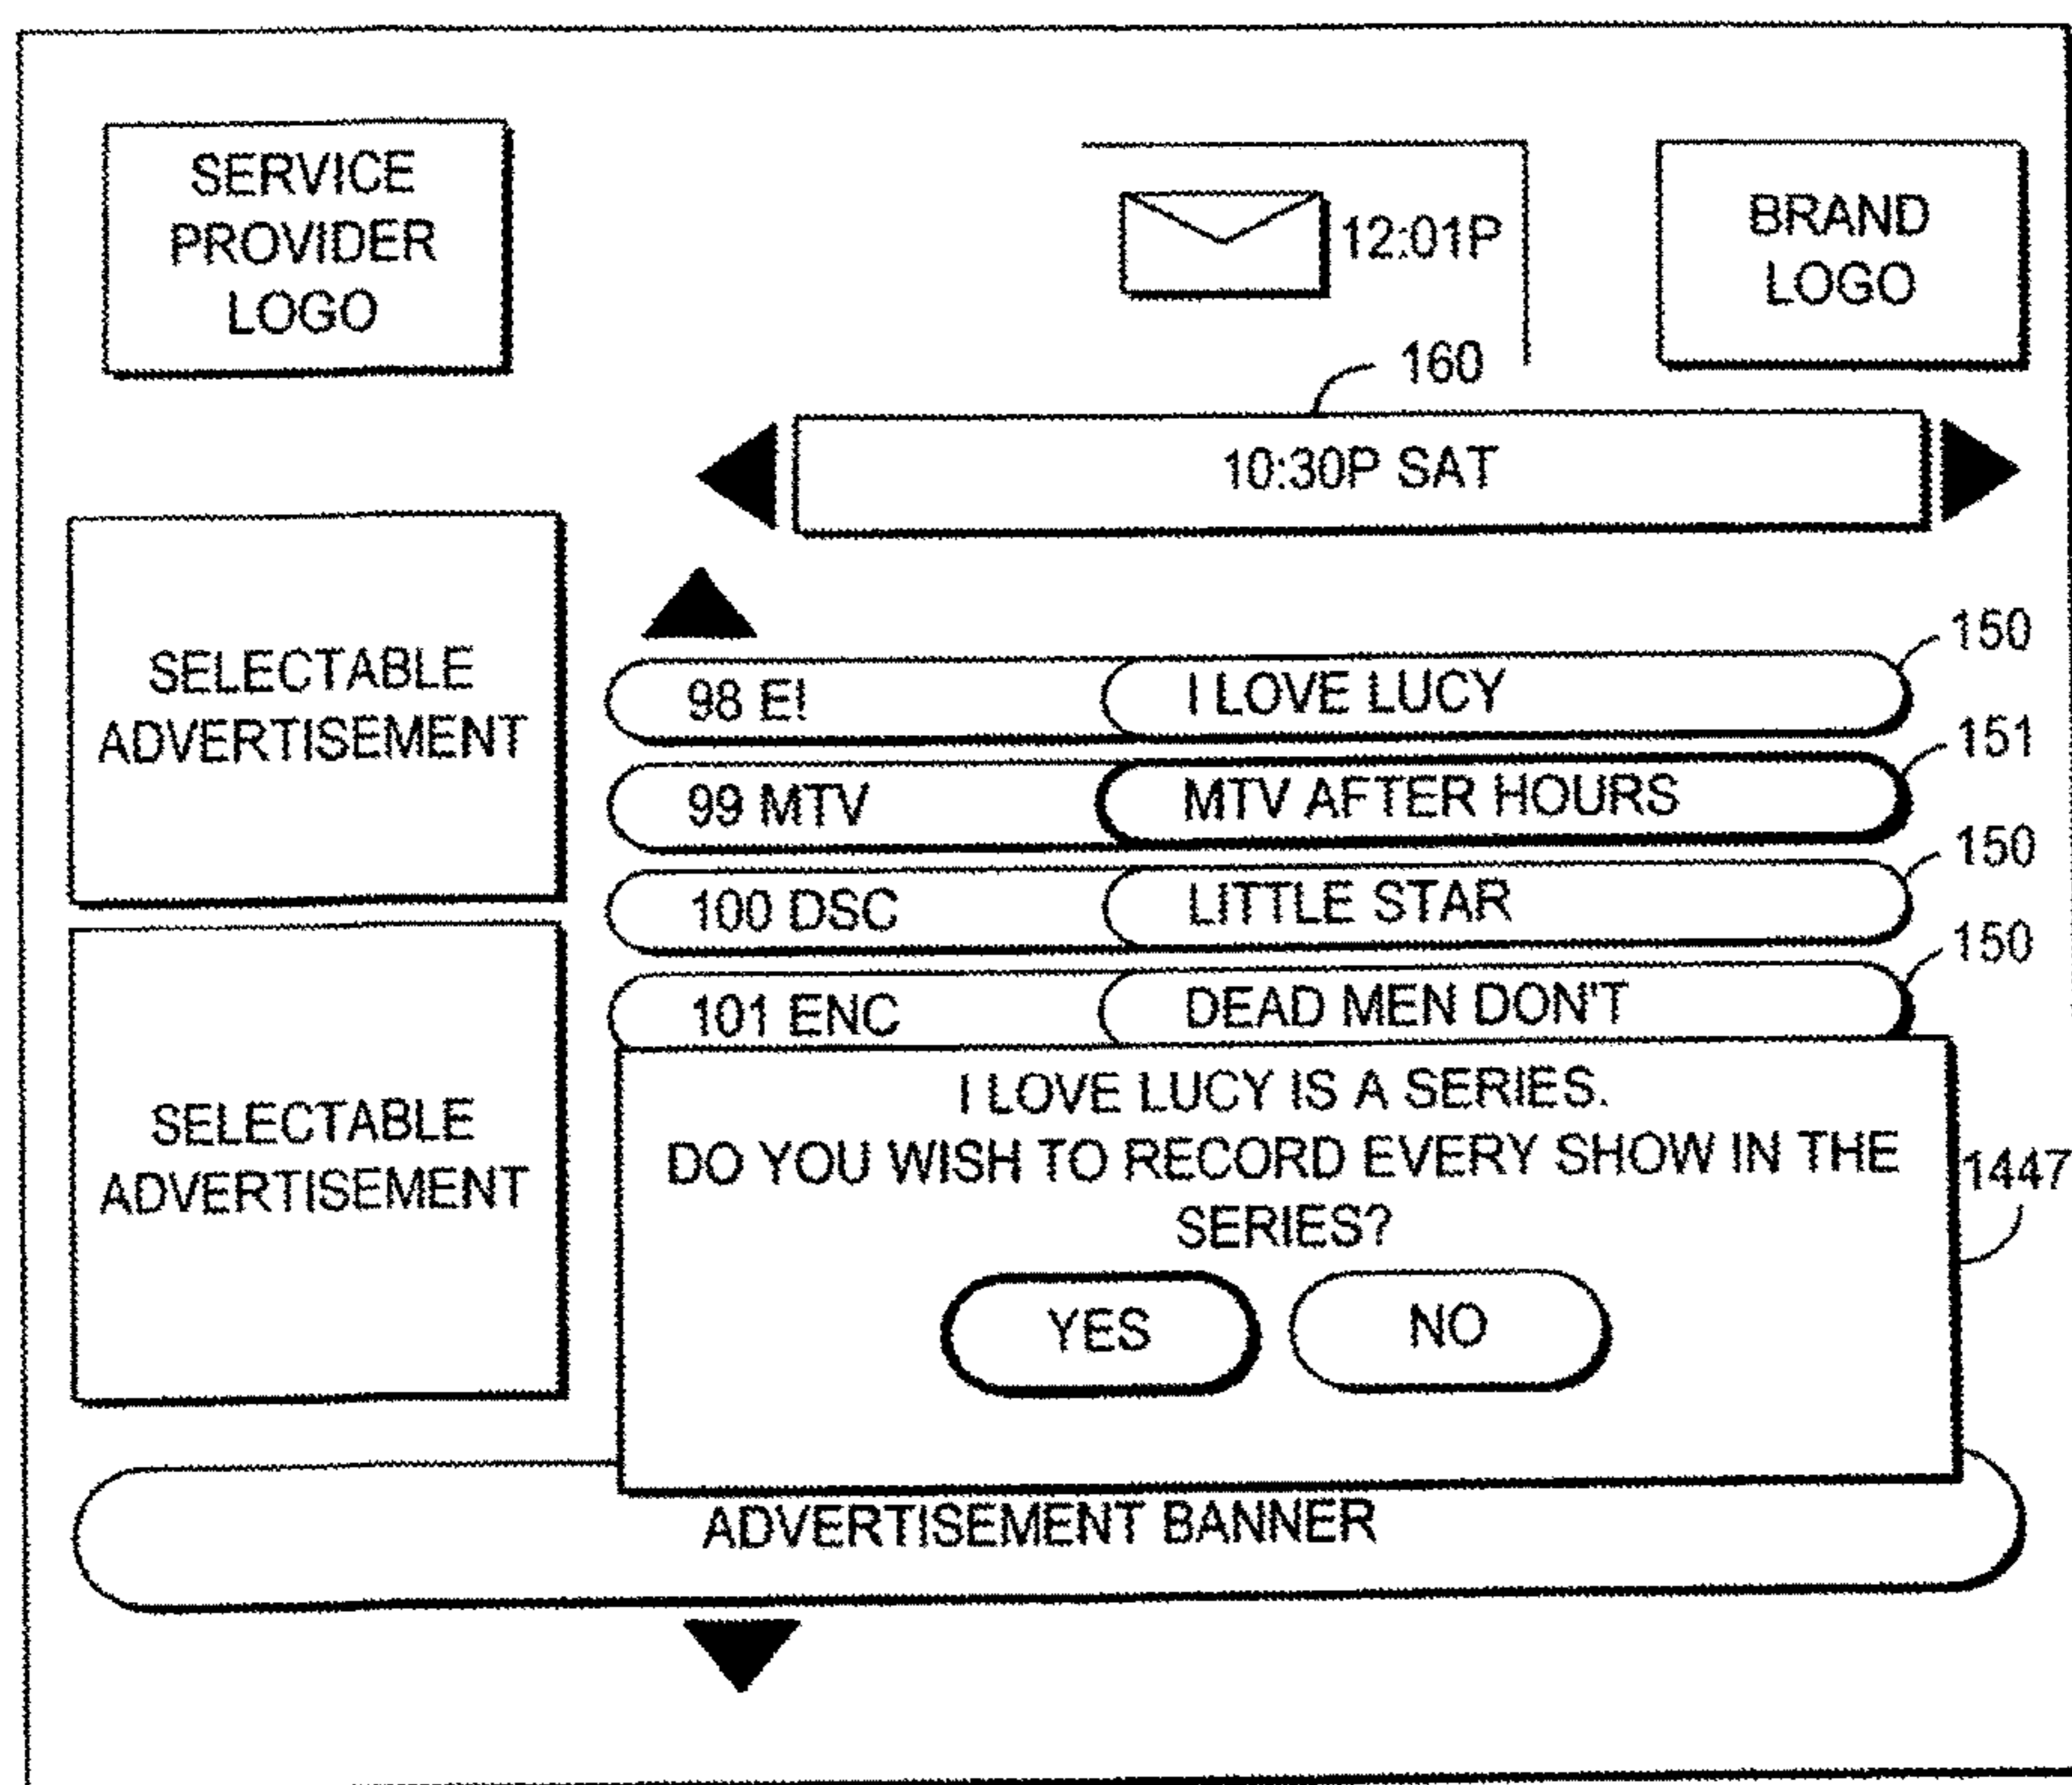 SERVICE
PROVIDER
LOGO
12:01P
BRAND
LOGO
160
10:30P SAT
SELECTABLE
ADVERTISEMENT
150
98 E! I LOVE LUCY
151
99 MTV MTV AFTER HOURS
150
100 DSC LITTLE STAR
150
101 ENC DEAD MEN DON'T
SELECTABLE
ADVERTISEMENT
I LOVE LUCY IS A SERIES.
DO YOU WISH TO RECORD EVERY SHOW IN THE
SERIES?
1447
YES NO
ADVERTISEMENT BANNER